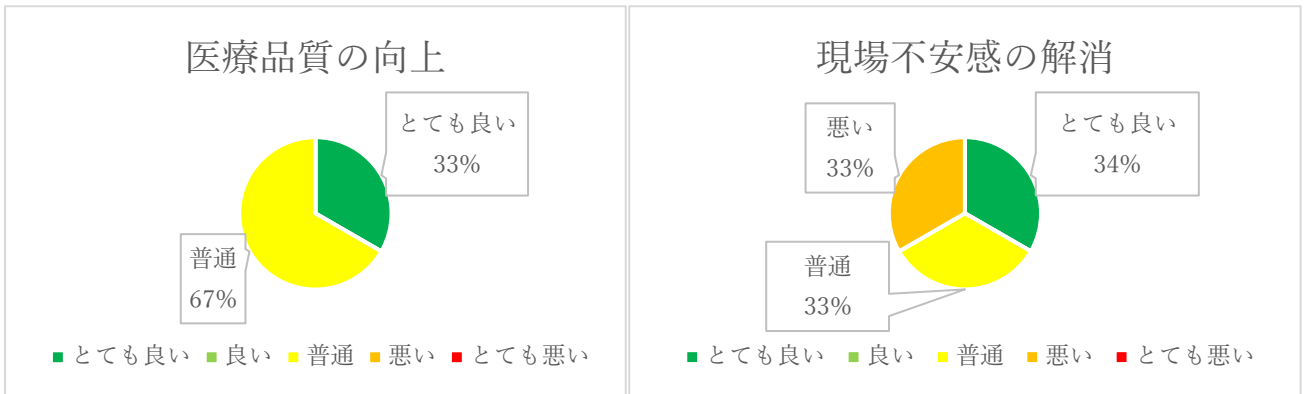 医療品質の向上
とても良い
33%
普通
67%
■ とても良い ■ 良い ■ 普通 ■ 悪い ■ とても悪い
現場不安感の解消
悪い
33%
とても良い
34%
普通
33%
■ とても良い ■ 良い ■ 普通 ■ 悪い ■ とても悪い